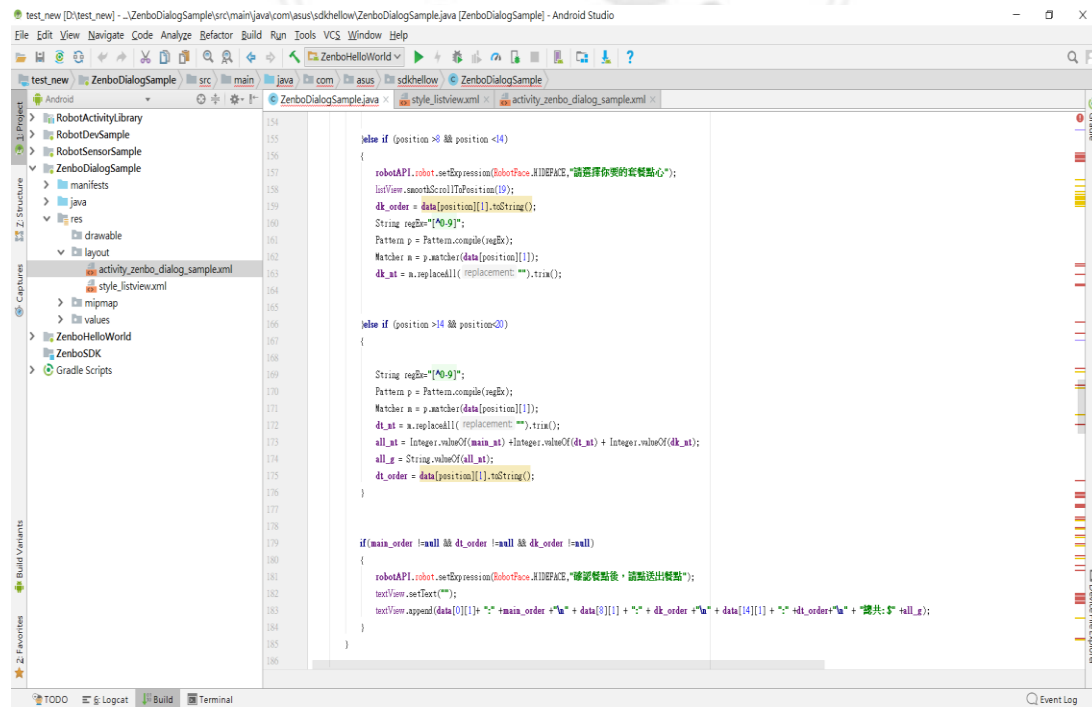 test_new [D:\test_new] - ...\ZenboDialogSample\src\main\java\com\asus\sdkhellow\ZenboDialogSample.java [ZenboDialogSample] - Android Studio
File Edit View Navigate Code Analyze Refactor Build Run Tools VCS Window Help
ZenboHelloWorld
test_new ZenboDialogSample src main java com asus sdkhellow ZenboDialogSample
Android
ZenboDialogSample.java style_listview.xml activity_zenbo_dialog_sample.xml
1: Project
Z: Structure
Captures
Build Variants
2: Favorites
RobotActivityLibrary
RobotDevSample
RobotSensorSample
ZenboDialogSample
manifests
java
res
drawable
layout
activity_zenbo_dialog_sample.xml
style_listview.xml
mipmap
values
ZenboHelloWorld
ZenboSDK
Gradle Scripts
154
155 }else if (position >8 && position <14)
156 {
157 robotAPI.robot.setExpression(RobotFace.HIDEFACE,"請選擇你要的套餐點心");
158 listView.smoothScrollToPosition(19);
159 dk_order = data[position][1].toString();
160 String regEx="[^0-9]";
161 Pattern p = Pattern.compile(regEx);
162 Matcher m = p.matcher(data[position][1]);
163 dk_nt = m.replaceAll( replacement: "").trim();
164
165
166 }else if (position >14 && position<20)
167 {
168
169 String regEx="[^0-9]";
170 Pattern p = Pattern.compile(regEx);
171 Matcher m = p.matcher(data[position][1]);
172 dt_nt = m.replaceAll( replacement: "").trim();
173 all_nt = Integer.valueOf(main_nt) +Integer.valueOf(dt_nt) + Integer.valueOf(dk_nt);
174 all_g = String.valueOf(all_nt);
175 dt_order = data[position][1].toString();
176 }
177
178
179 if(main_order !=null && dt_order !=null && dk_order !=null)
180 {
181 robotAPI.robot.setExpression(RobotFace.HIDEFACE,"確認餐點後，請點送出餐點");
182 textView.setText("");
183 textView.append(data[0][1]+ ":" +main_order +"\n" + data[8][1] + ":" + dk_order +"\n" + data[14][1] + ":" +dt_order+"\n" + "總共:$" +all_g);
184 }
185 }
186
TODO 6: Logcat Build Terminal Event Log